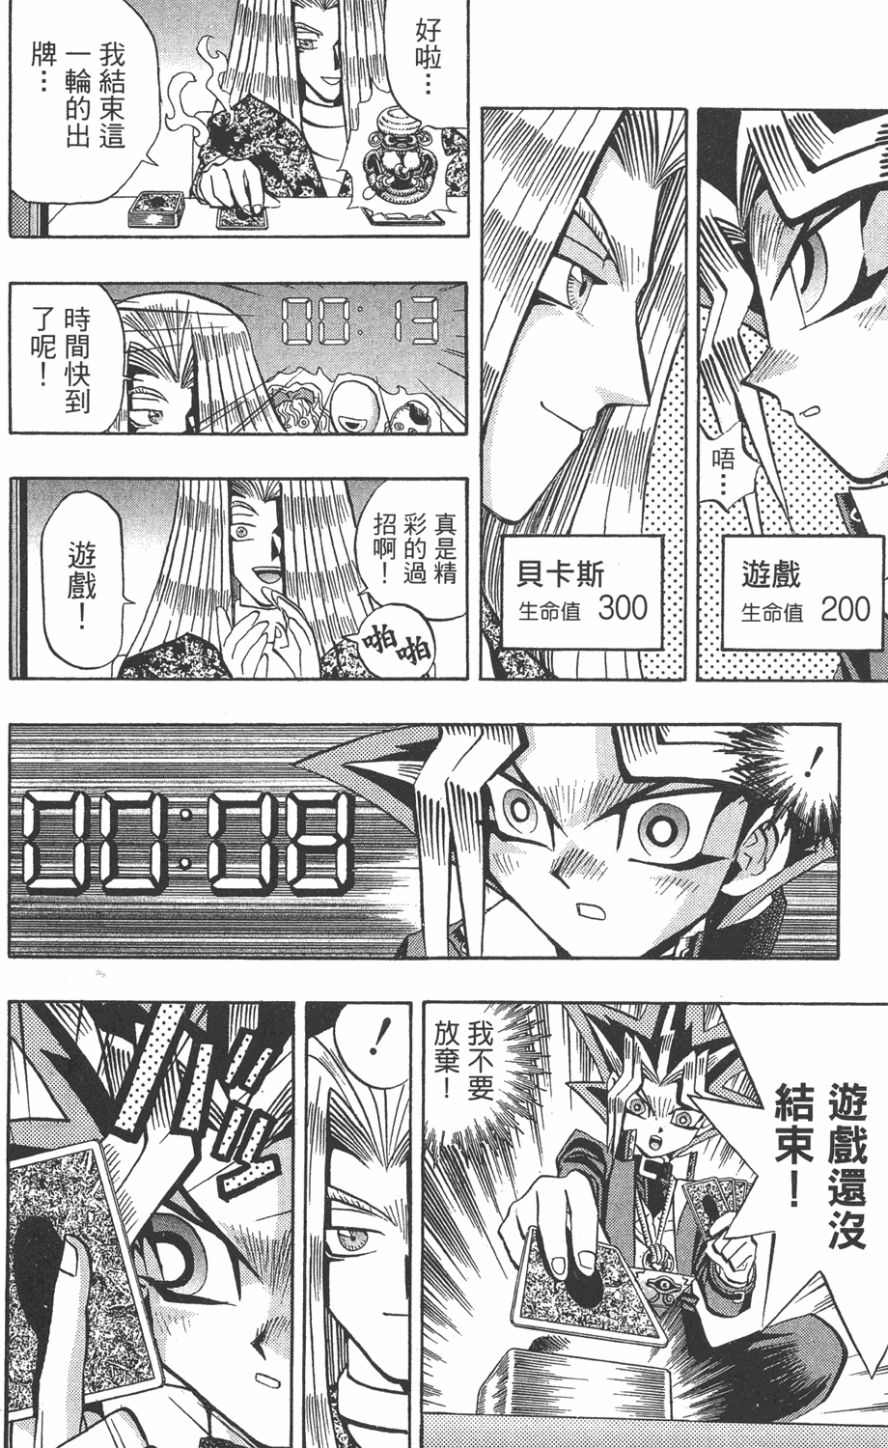 唔…
遊戲
生命值 200
貝卡斯
生命值 300
好啦…
我結束這
一輪的出
牌…
00:13
時間快到
了呢！
真是精
彩的過
招啊！
啪啪
遊戲！
！
00:08
遊戲還沒
結束！
我不要
放棄！
！